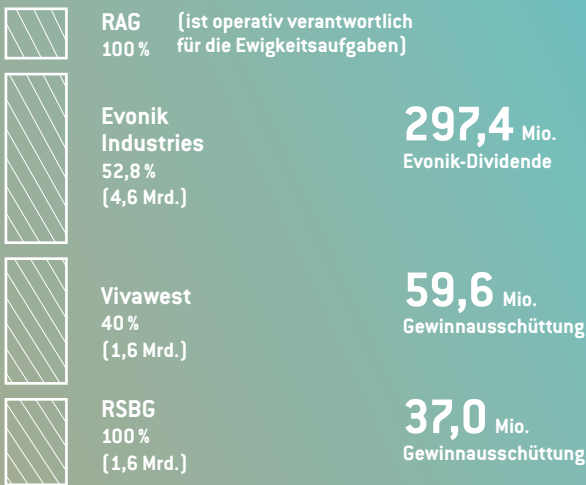 RAG (ist operativ verantwortlich
100 % für die Ewigkeitsaufgaben)
Evonik
Industries
52,8 %
(4,6 Mrd.)
297,4 Mio.
Evonik-Dividende
Vivawest
40 %
(1,6 Mrd.)
59,6 Mio.
Gewinnausschüttung
RSBG
100 %
(1,6 Mrd.)
37,0 Mio.
Gewinnausschüttung